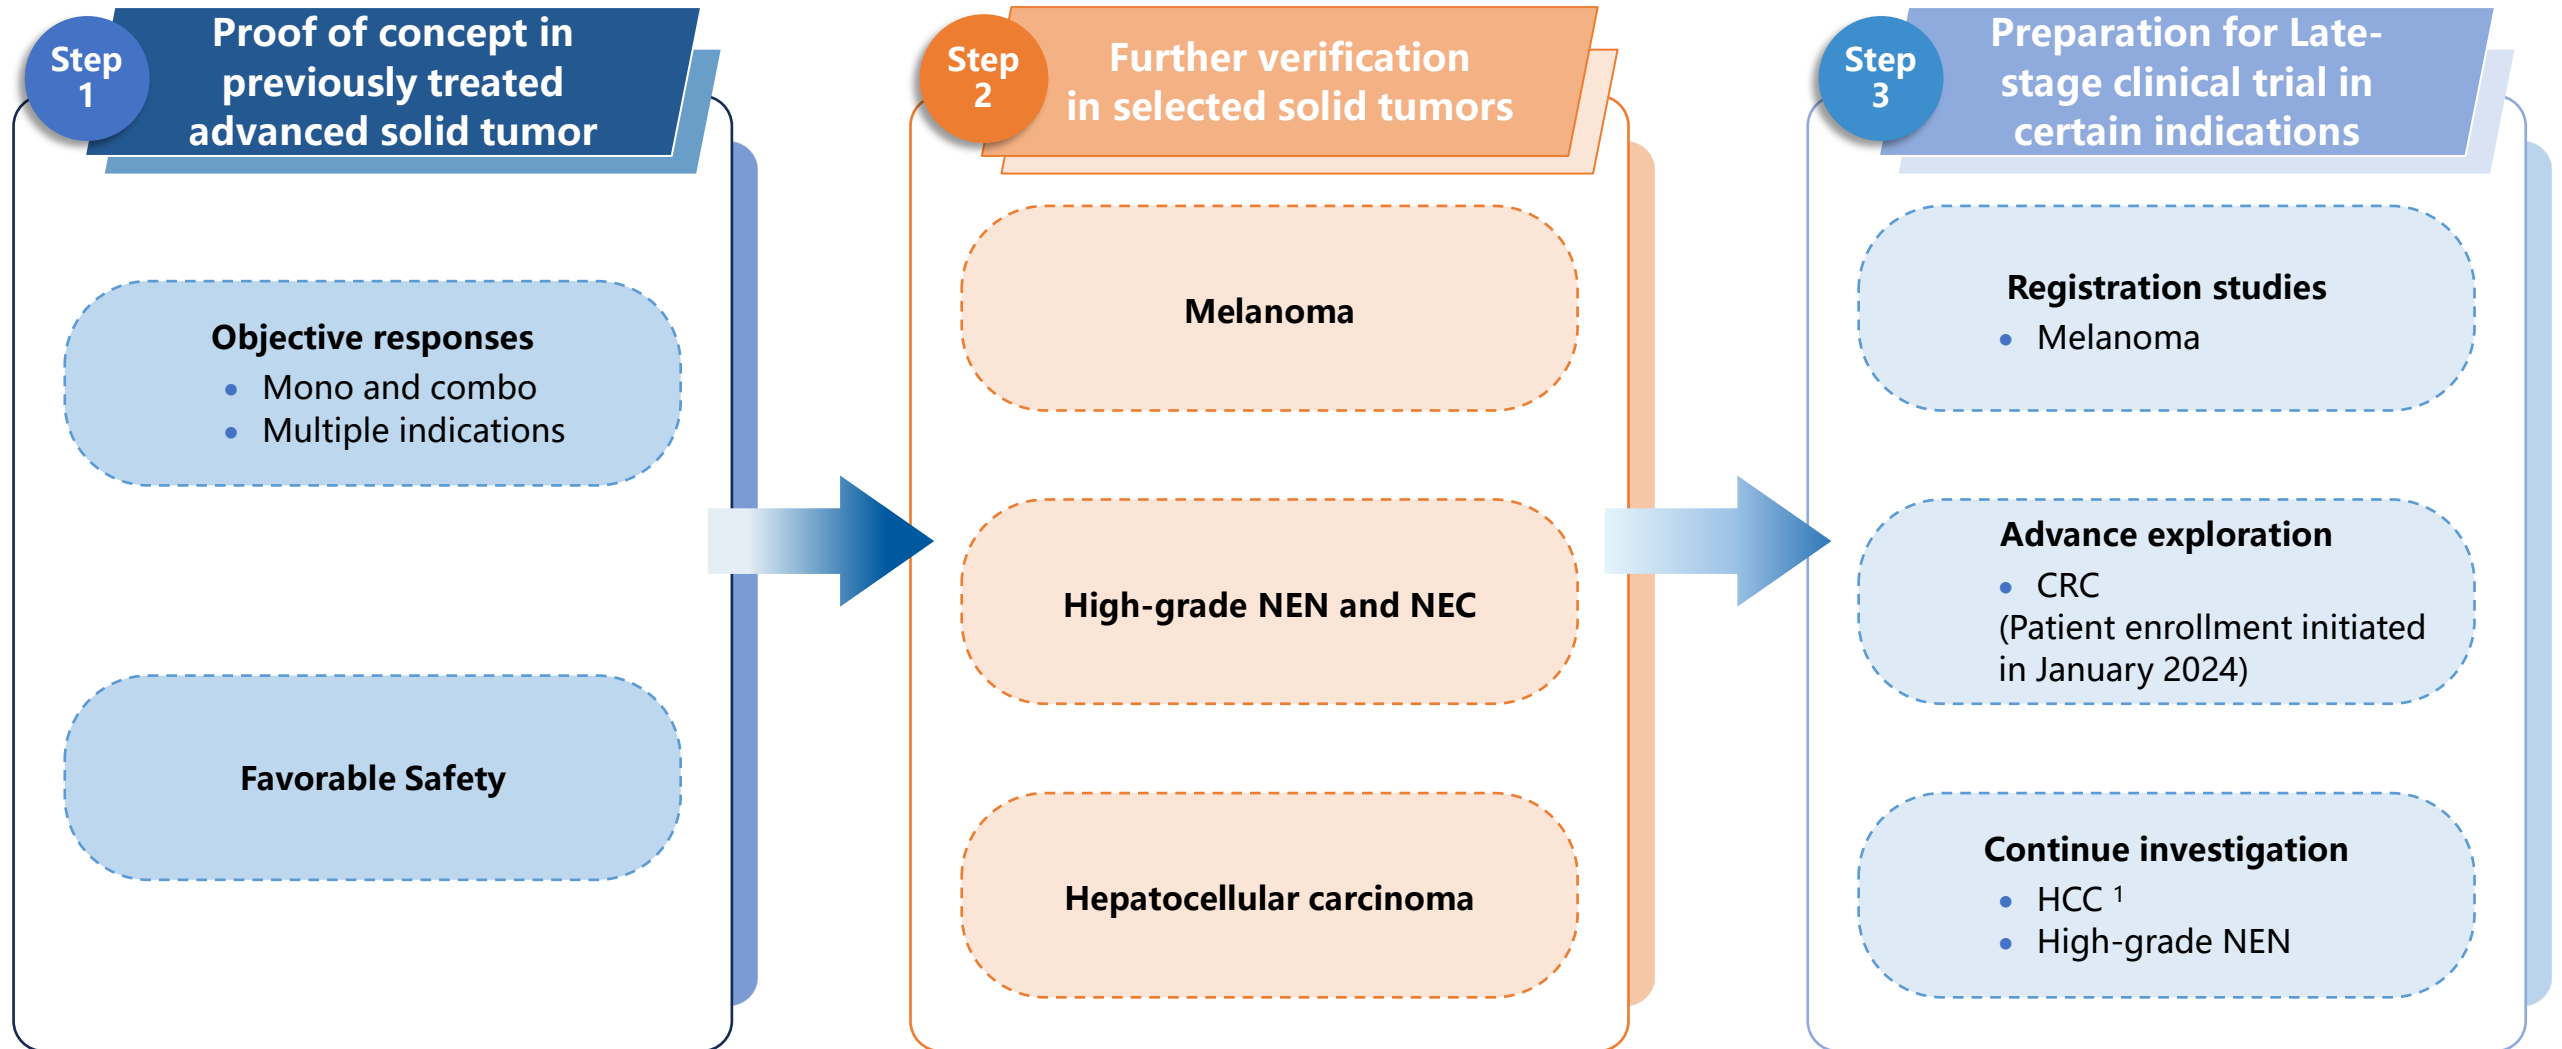 Step
1
Proof of concept in
previously treated
advanced solid tumor
Objective responses
• Mono and combo
• Multiple indications
Favorable Safety
Step
2
Further verification
in selected solid tumors
Melanoma
High-grade NEN and NEC
Hepatocellular carcinoma
Step
3
Preparation for Late-
stage clinical trial in
certain indications
Registration studies
• Melanoma
Advance exploration
• CRC
(Patient enrollment initiated
in January 2024)
Continue investigation
• HCC ¹
• High-grade NEN